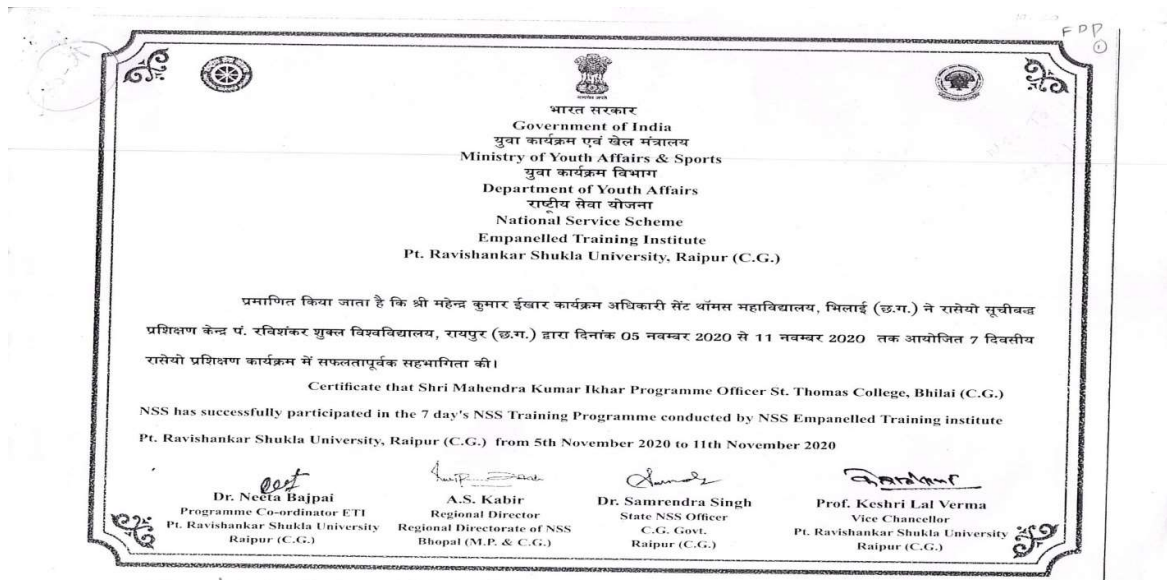 FDP
1
भारत सरकार
Government of India
युवा कार्यक्रम एवं खेल मंत्रालय
Ministry of Youth Affairs & Sports
युवा कार्यक्रम विभाग
Department of Youth Affairs
राष्ट्रीय सेवा योजना
National Service Scheme
Empanelled Training Institute
Pt. Ravishankar Shukla University, Raipur (C.G.)
प्रमाणित किया जाता है कि श्री महेन्द्र कुमार ईखार कार्यक्रम अधिकारी सेंट थॉमस महाविद्यालय, भिलाई (छ.ग.) ने रासेयो सूचीबद्ध
प्रशिक्षण केन्द्र पं. रविशंकर शुक्ल विश्वविद्यालय, रायपुर (छ.ग.) द्वारा दिनांक 05 नवम्बर 2020 से 11 नवम्बर 2020 तक आयोजित 7 दिवसीय
रासेयो प्रशिक्षण कार्यक्रम में सफलतापूर्वक सहभागिता की।
Certificate that Shri Mahendra Kumar Ikhar Programme Officer St. Thomas College, Bhilai (C.G.)
NSS has successfully participated in the 7 day's NSS Training Programme conducted by NSS Empanelled Training institute
Pt. Ravishankar Shukla University, Raipur (C.G.) from 5th November 2020 to 11th November 2020
Dr. Neeta Bajpai
Programme Co-ordinator ETI
Pt. Ravishankar Shukla University
Raipur (C.G.)
A.S. Kabir
Regional Director
Regional Directorate of NSS
Bhopal (M.P. & C.G.)
Dr. Samrendra Singh
State NSS Officer
C.G. Govt.
Raipur (C.G.)
Prof. Keshri Lal Verma
Vice Chancellor
Pt. Ravishankar Shukla University
Raipur (C.G.)